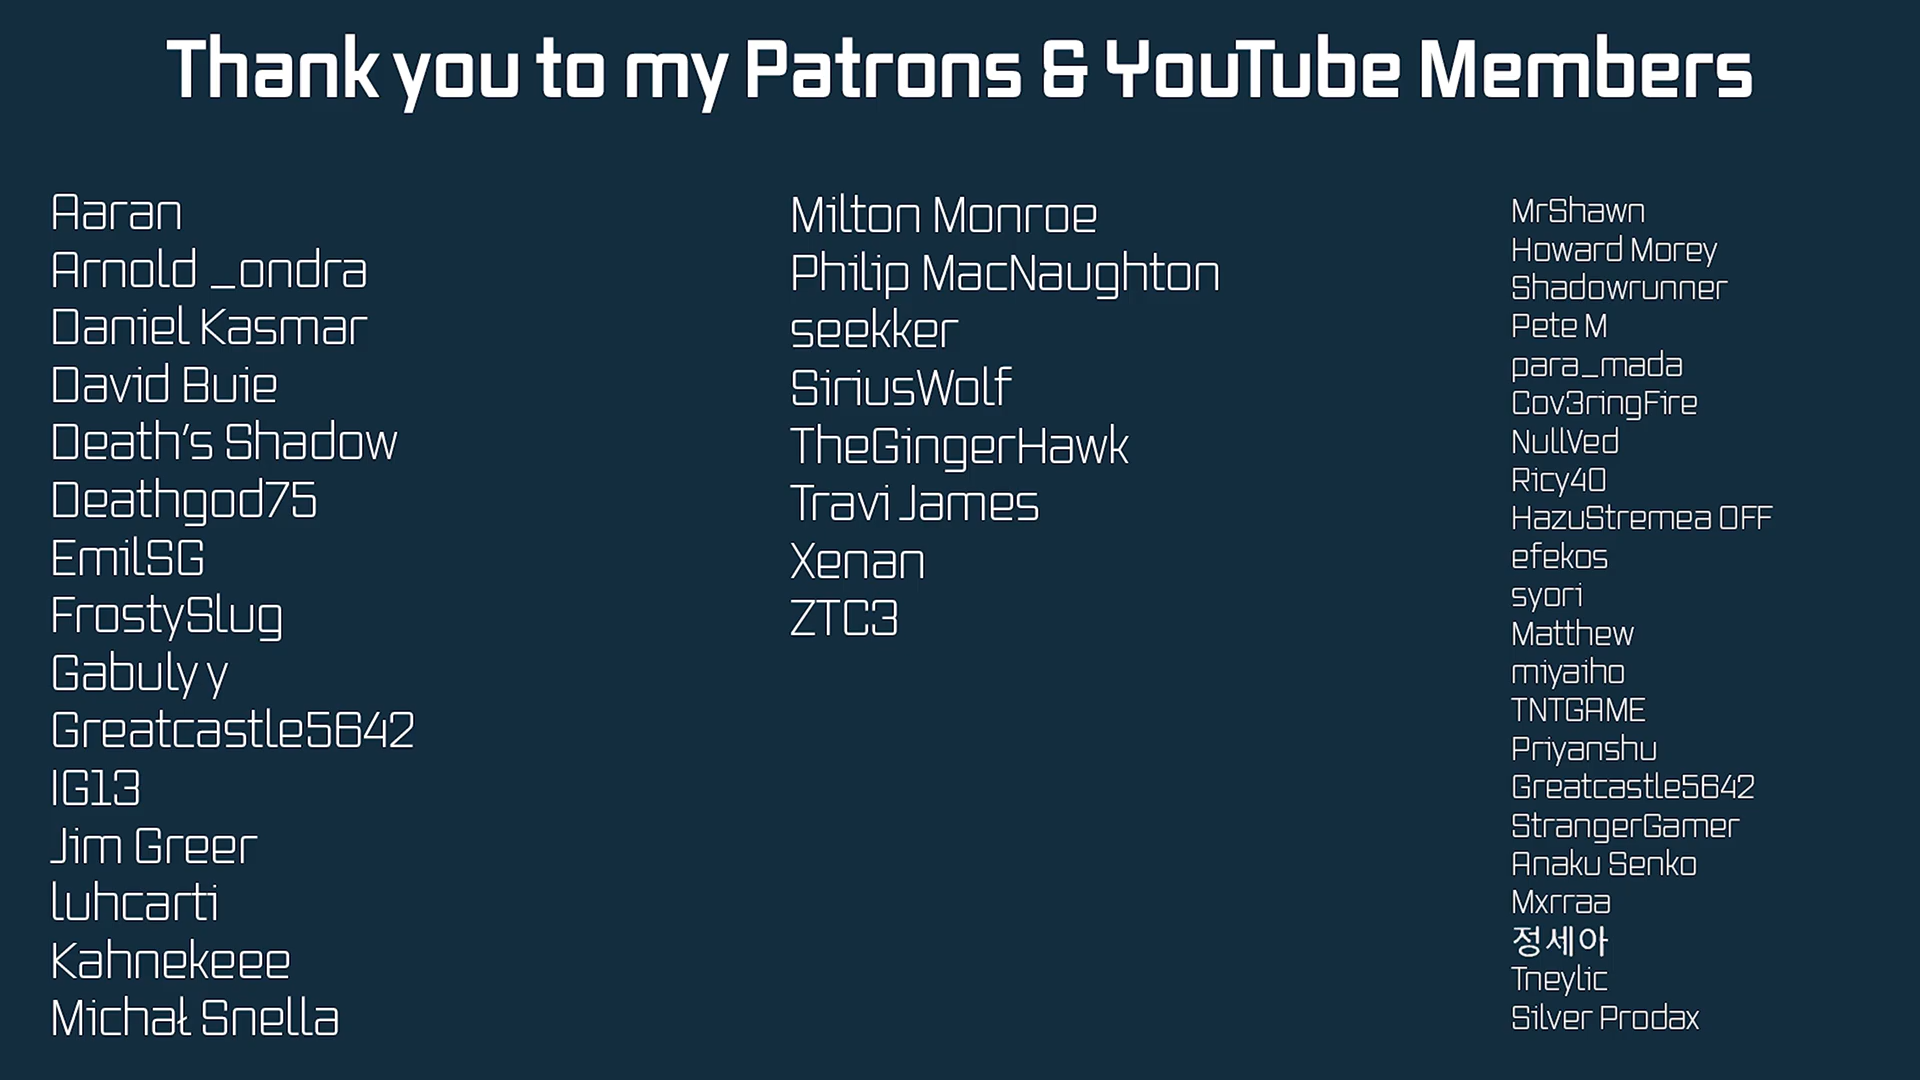 Thank you to my Patrons & YouTube Members
Aaran
Arnold _ondra
Daniel Kasmar
David Buie
Death's Shadow
Deathgod75
EmilSG
FrostySlug
Gabuly y
Greatcastle5642
IG13
Jim Greer
luhcarti
Kahnekeee
Michał Snella
Milton Monroe
Philip MacNaughton
seekker
SiriusWolf
TheGingerHawk
Travi James
Xenan
ZTC3
MrShawn
Howard Morey
Shadowrunner
Pete M
para_mada
Cov3ringFire
NullVed
Ricy40
HazuStremea OFF
efekos
syori
Matthew
miyaiho
TNTGAME
Priyanshu
Greatcastle5642
StrangerGamer
Anaku Senko
Mxrraa
정세아
Tneylic
Silver Prodax